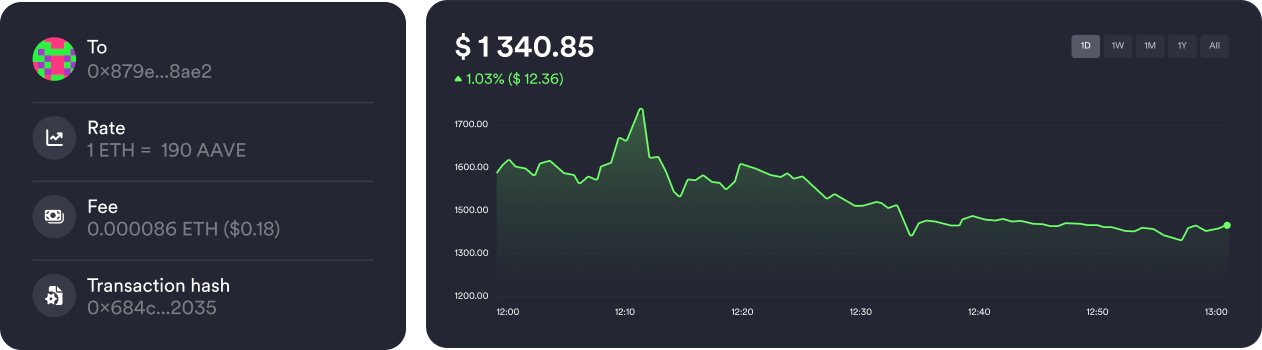 To
0×879e...8ae2
Rate
1 ETH = 190 AAVE
Fee
0.000086 ETH ($0.18)
Transaction hash
0×684c...2035
$ 1 340.85
1D 1W 1M 1Y All
1.03% ($ 12.36)
1700.00
1600.00
1500.00
1300.00
1200.00
12:00 12:10 12:20 12:30 12:40 12:50 13:00